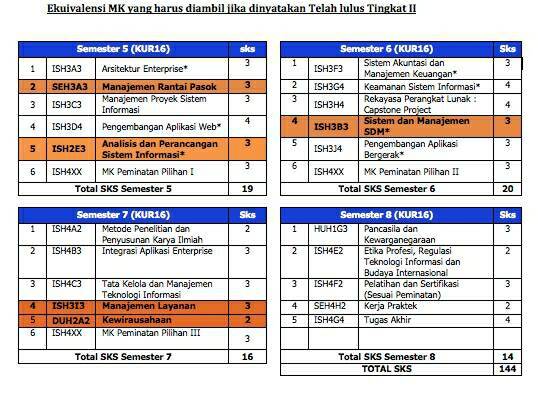 Ekuivalensi MK yang harus diambil jika dinyatakan Telah lulus Tingkat II
Semester 5 (KUR16) sks
1 ISH3A3 Arsitektur Enterprise* 3
2 SEH3A3 Manajemen Rantai Pasok 3
3 ISH3C3 Manajemen Proyek Sistem Informasi 3
4 ISH3D4 Pengembangan Aplikasi Web* 4
5 ISH2E3 Analisis dan Perancangan Sistem Informasi* 3
6 ISH4XX MK Peminatan Pilihan I 3
Total SKS Semester 5 19
Semester 6 (KUR16) Sks
1 ISH3F3 Sistem Akuntasi dan Manajemen Keuangan* 3
2 ISH3G4 Keamanan Sistem Informasi* 4
3 ISH3H4 Rekayasa Perangkat Lunak : Capstone Project 4
4 ISH3B3 Sistem dan Manajemen SDM* 3
5 ISH3J4 Pengembangan Aplikasi Bergerak* 3
6 ISH4XX MK Peminatan Pilihan II 3
Total SKS Semester 6 20
Semester 7 (KUR16) Sks
1 ISH4A2 Metode Penelitian dan Penyusunan Karya Ilmiah 2
2 ISH4B3 Integrasi Aplikasi Enterprise 3
3 ISH4C3 Tata Kelola dan Manajemen Teknologi Informasi 3
4 ISH3I3 Manajemen Layanan 3
5 DUH2A2 Kewirausahaan 2
6 ISH4XX MK Peminatan Pilihan III 3
Total SKS Semester 7 16
Semester 8 (KUR16) Sks
1 HUH1G3 Pancasila dan Kewarganegaraan 3
2 ISH4E2 Etika Profesi, Regulasi Teknologi Informasi dan Budaya Internasional 2
3 ISH4F2 Pelatihan dan Sertifikasi (Sesuai Peminatan) 3
4 SEH4H2 Kerja Praktek 2
5 ISH4G4 Tugas Akhir 4
Total SKS Semester 8 14
TOTAL SKS 144